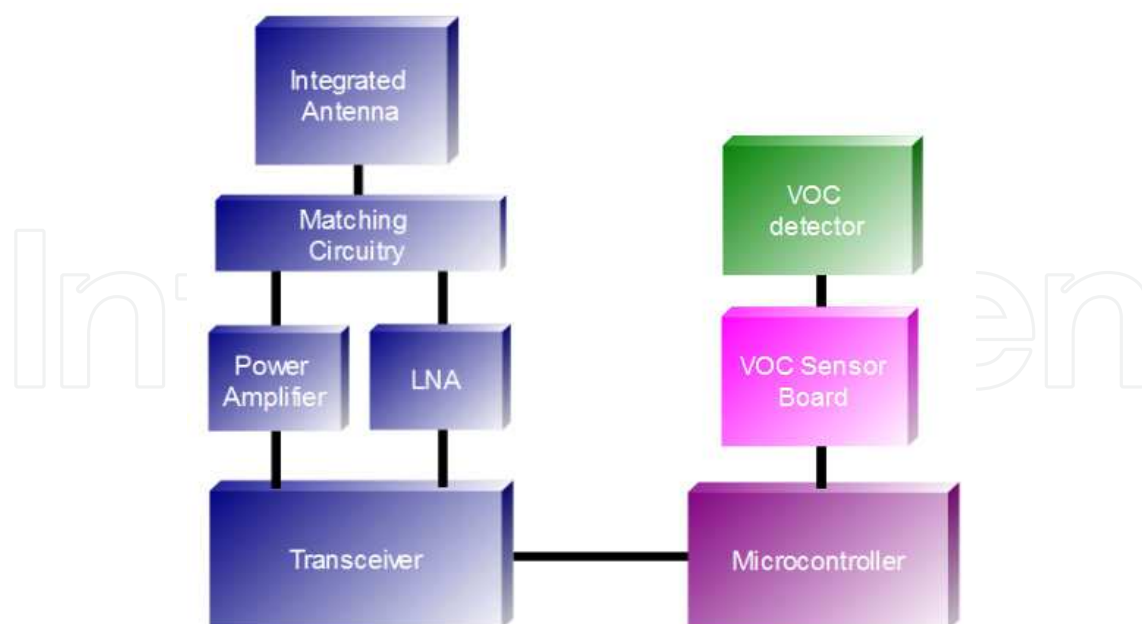 Integrated
Antenna
Matching
Circuitry
Power
Amplifier
LNA
Transceiver
VOC
detector
VOC Sensor
Board
Microcontroller